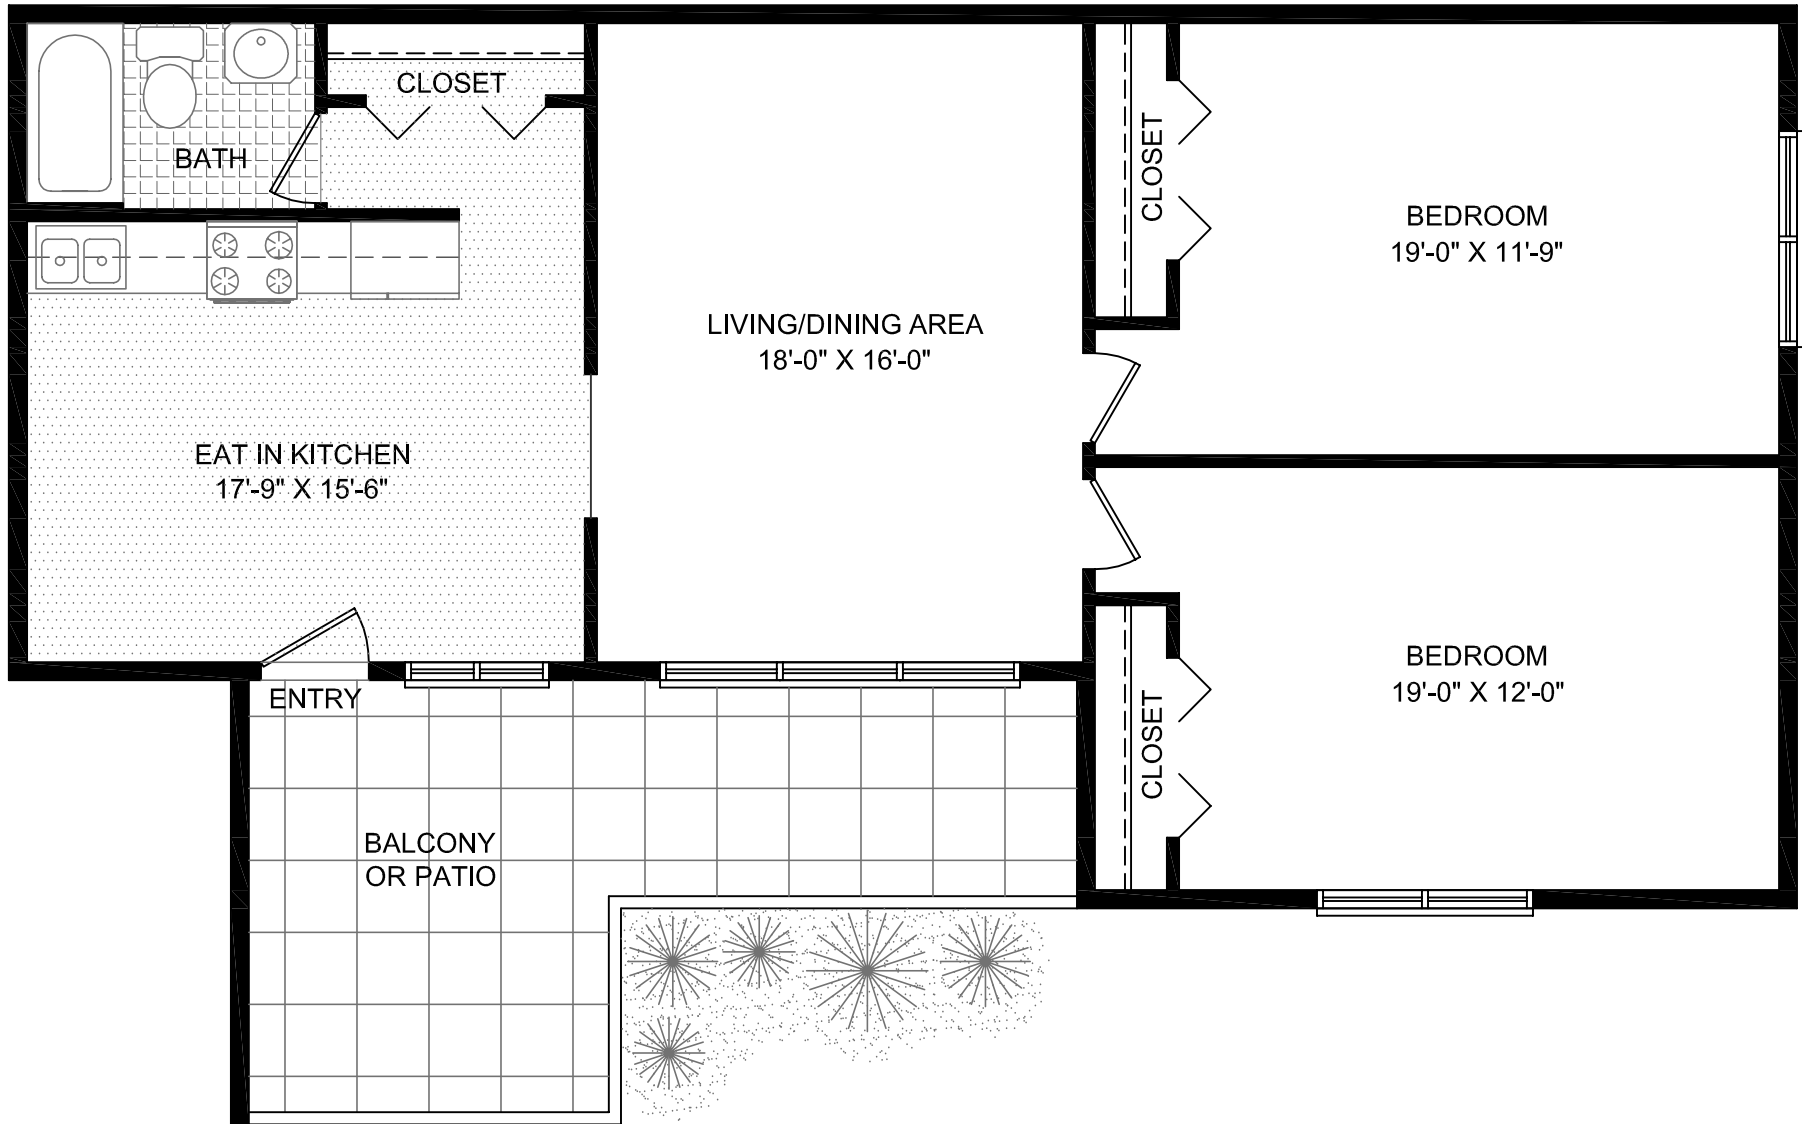 CLOSET
BATH
CLOSET
BEDROOM
19'-0" X 11'-9"
LIVING/DINING AREA
18'-0" X 16'-0"
EAT IN KITCHEN
17'-9" X 15'-6"
BEDROOM
19'-0" X 12'-0"
ENTRY
CLOSET
BALCONY
OR PATIO